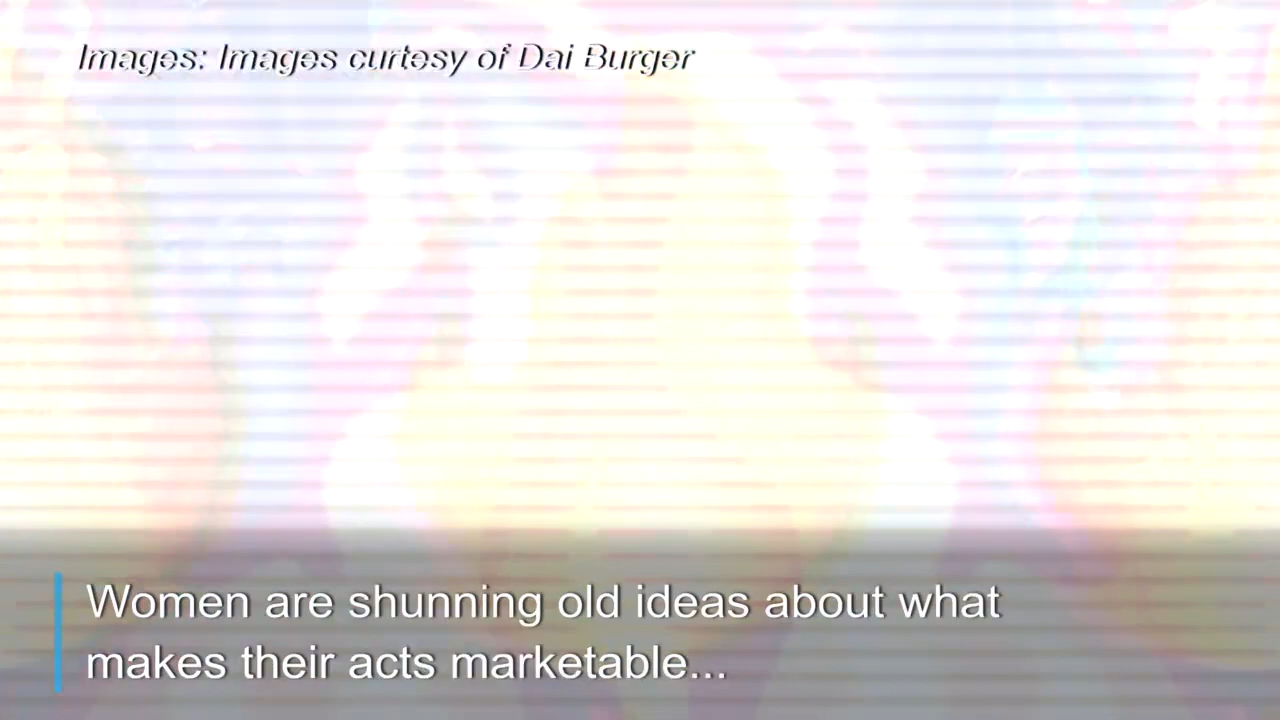 Images: Images curtesy of Dai Burger
Women are shunning old ideas about what
makes their acts marketable...